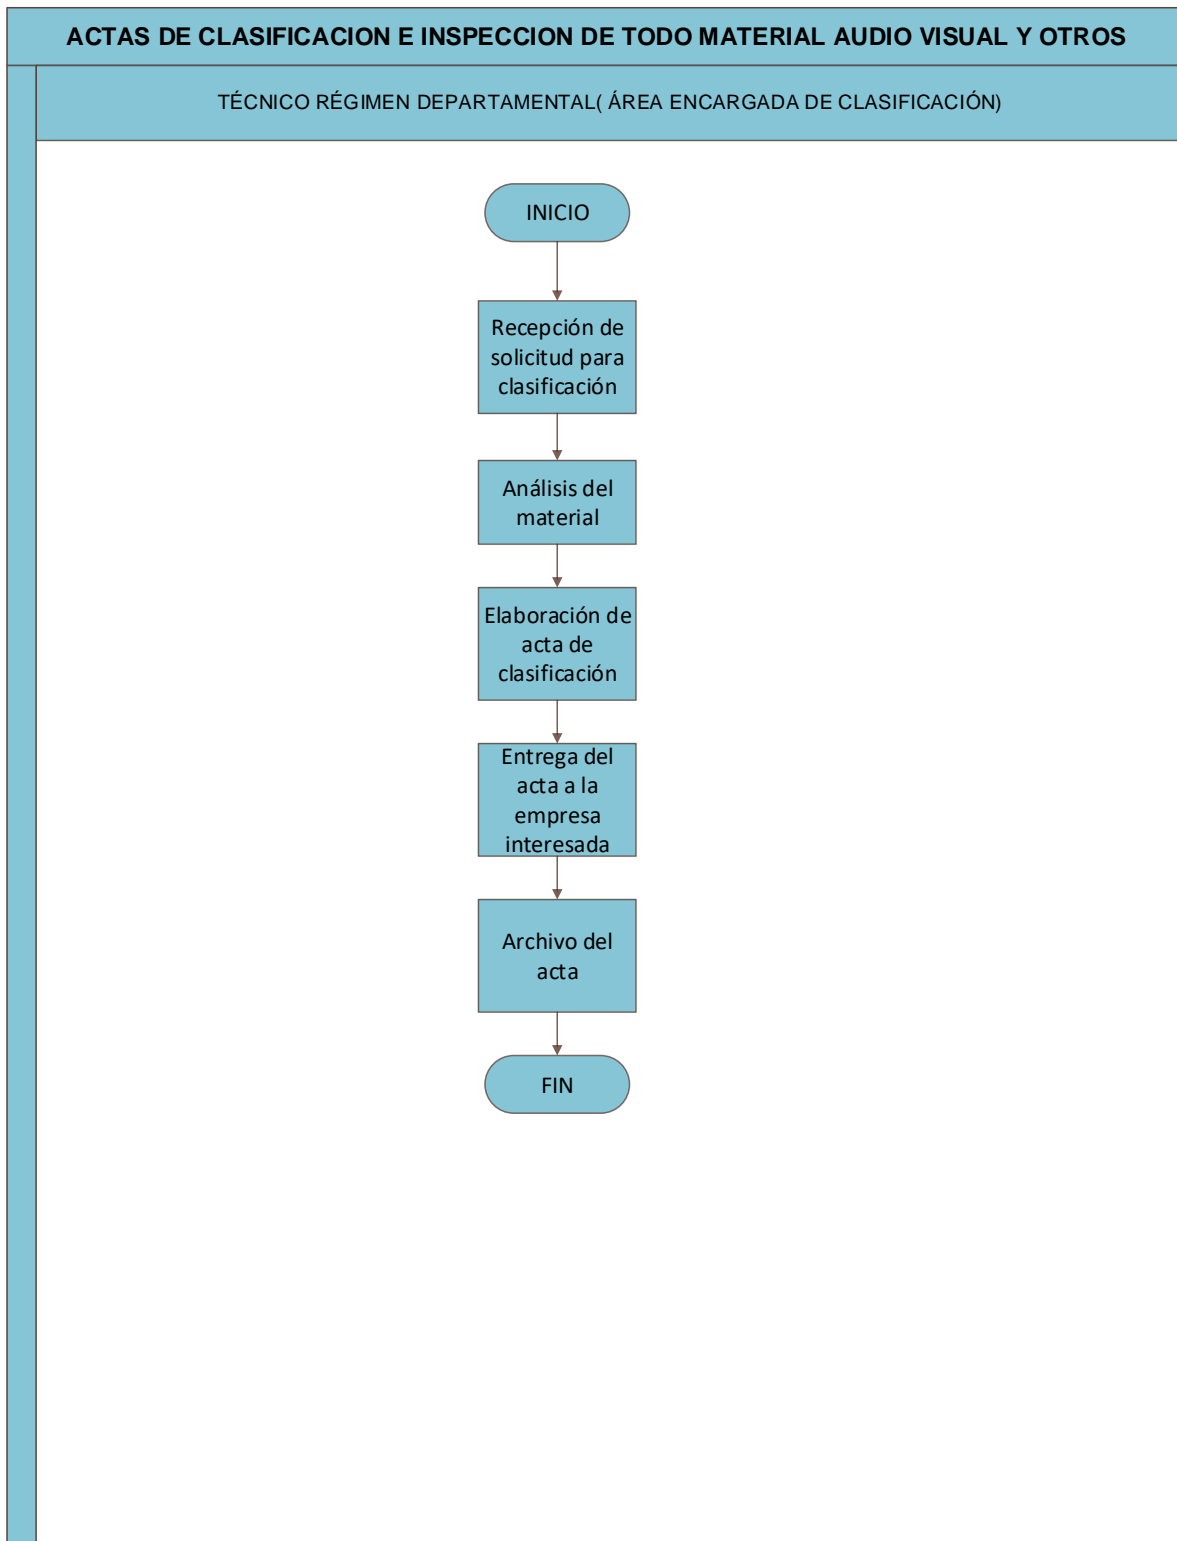 ACTAS DE CLASIFICACION E INSPECCION DE TODO MATERIAL AUDIO VISUAL Y OTROS
TÉCNICO RÉGIMEN DEPARTAMENTAL( ÁREA ENCARGADA DE CLASIFICACIÓN)
INICIO
Recepción de
solicitud para
clasificación
Análisis del
material
Elaboración de
acta de
clasificación
Entrega del
acta a la
empresa
interesada
Archivo del
acta
FIN